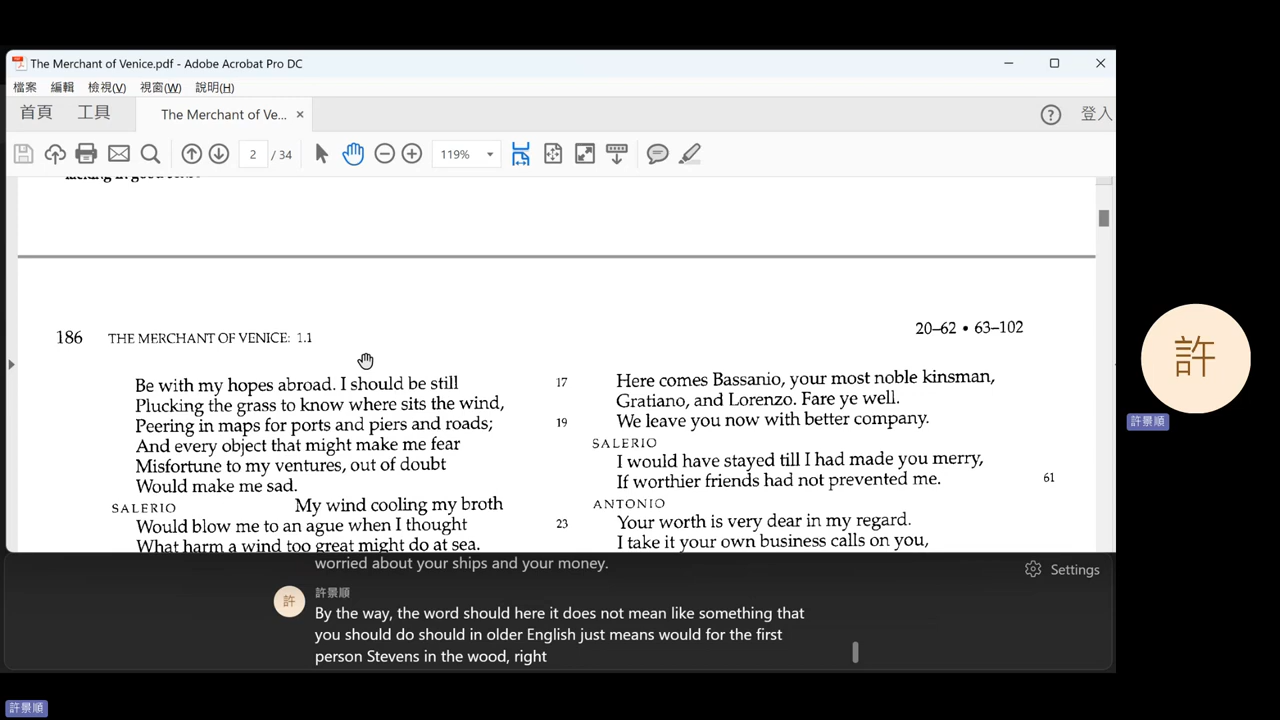 The Merchant of Venice.pdf - Adobe Acrobat Pro DC
檔案 編輯 檢視(V) 視窗(W) 說明(H)
首頁 工具 The Merchant of Ve... × ? 登入
2 / 34 119%
lacking in good sense
186 THE MERCHANT OF VENICE: 1.1 20–62 • 63–102
Be with my hopes abroad. I should be still 17
Plucking the grass to know where sits the wind,
Peering in maps for ports and piers and roads; 19
And every object that might make me fear
Misfortune to my ventures, out of doubt
Would make me sad.
SALERIO My wind cooling my broth
Would blow me to an ague when I thought 23
What harm a wind too great might do at sea.
Here comes Bassanio, your most noble kinsman,
Gratiano, and Lorenzo. Fare ye well.
We leave you now with better company.
SALERIO
I would have stayed till I had made you merry,
If worthier friends had not prevented me. 61
ANTONIO
Your worth is very dear in my regard.
I take it your own business calls on you,
worried about your ships and your money.
Settings
許 許景順
By the way, the word should here it does not mean like something that
you should do should in older English just means would for the first
person Stevens in the wood, right
許
許景順
許景順